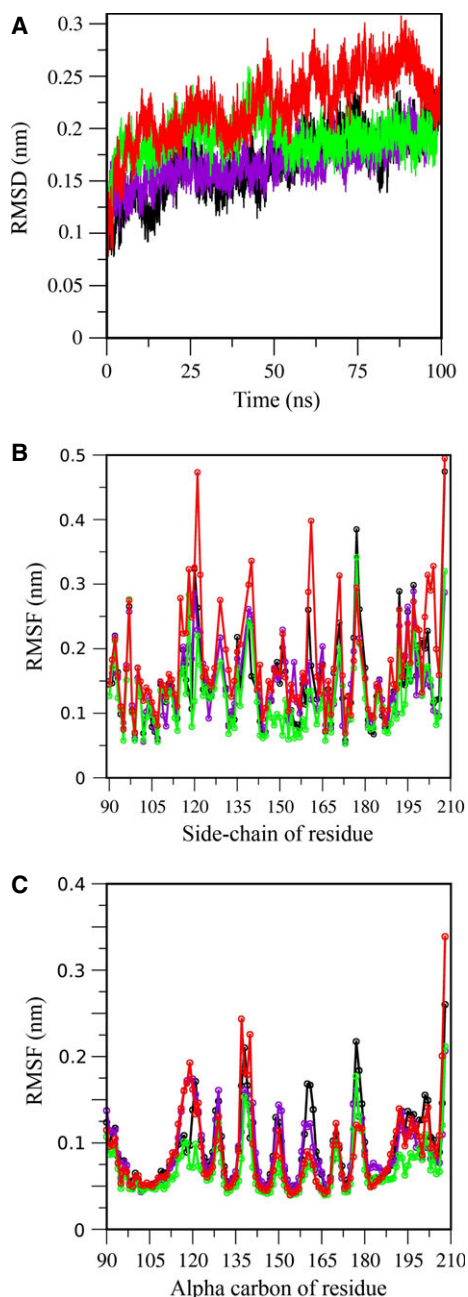 A
0.3
0.25
0.2
0.15
0.1
0.05
0
RMSD (nm)
0 25 50 75 100
Time (ns)
B
0.5
0.4
0.3
0.2
0.1
0
RMSF (nm)
90 105 120 135 150 165 180 195 210
Side-chain of residue
C
0.4
0.3
0.2
0.1
0
RMSF (nm)
90 105 120 135 150 165 180 195 210
Alpha carbon of residue